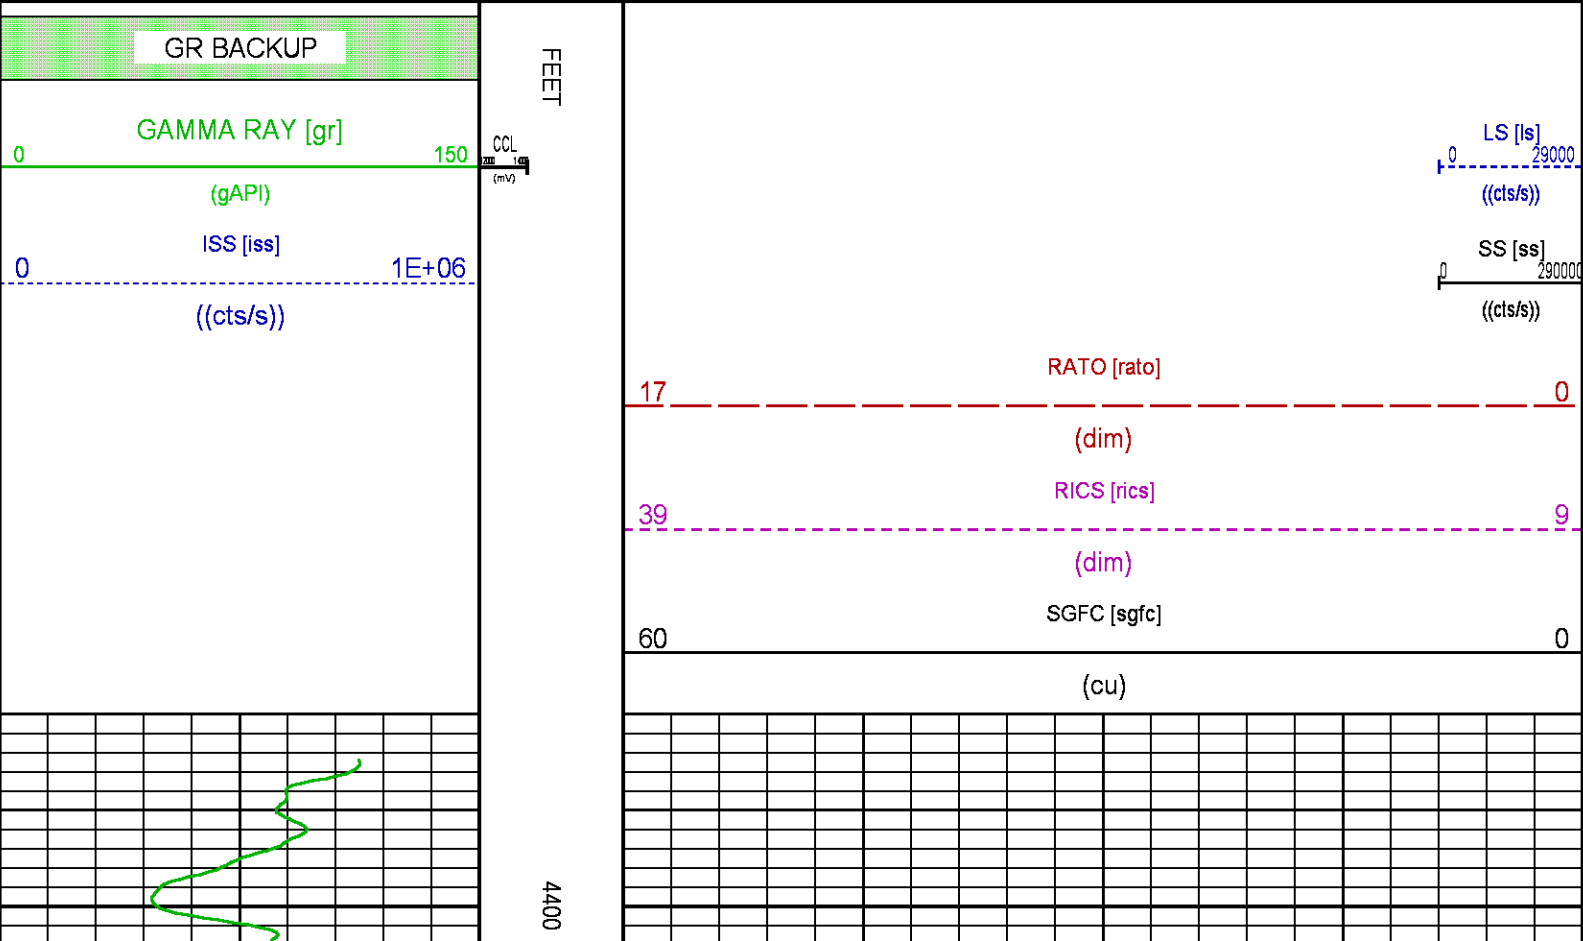 GR BACKUP
GAMMA RAY [gr]
0 150
(gAPI)
ISS [iss]
0 1E+06
((cts/s))
FEET
CCL
(mV)
LS [ls]
0 29000
((cts/s))
SS [ss]
0 290000
((cts/s))
RATO [rato]
17 0
(dim)
RICS [rics]
39 9
(dim)
SGFC [sgfc]
60 0
(cu)
4400